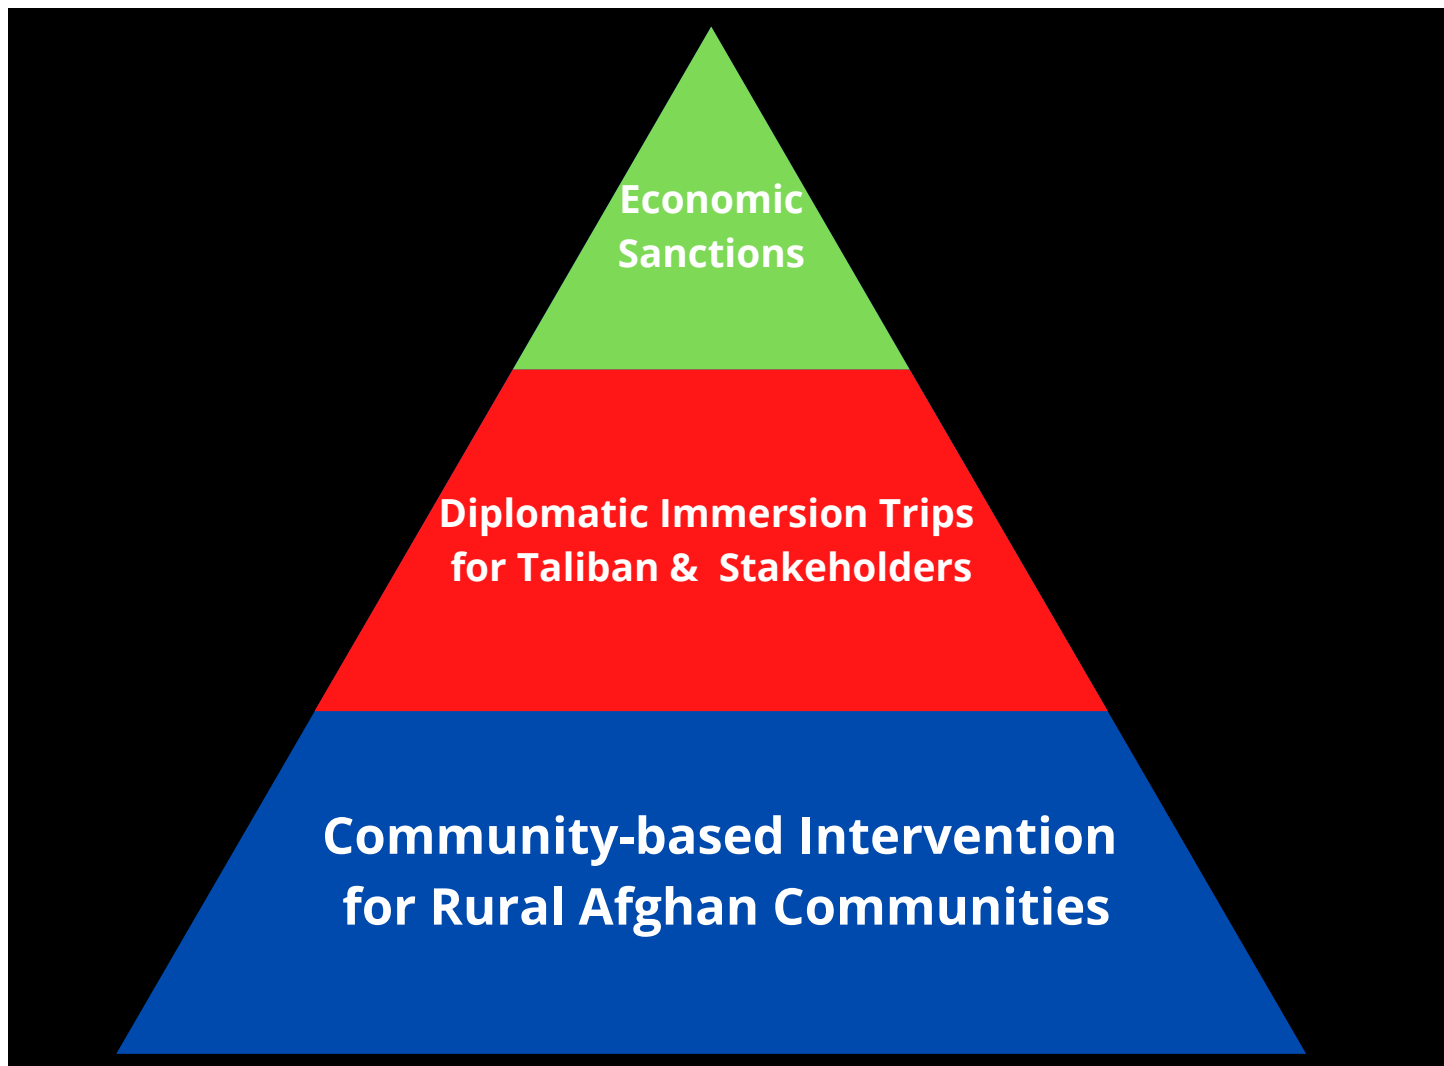 Economic
Sanctions
Diplomatic Immersion Trips
for Taliban & Stakeholders
Community-based Intervention
for Rural Afghan Communities